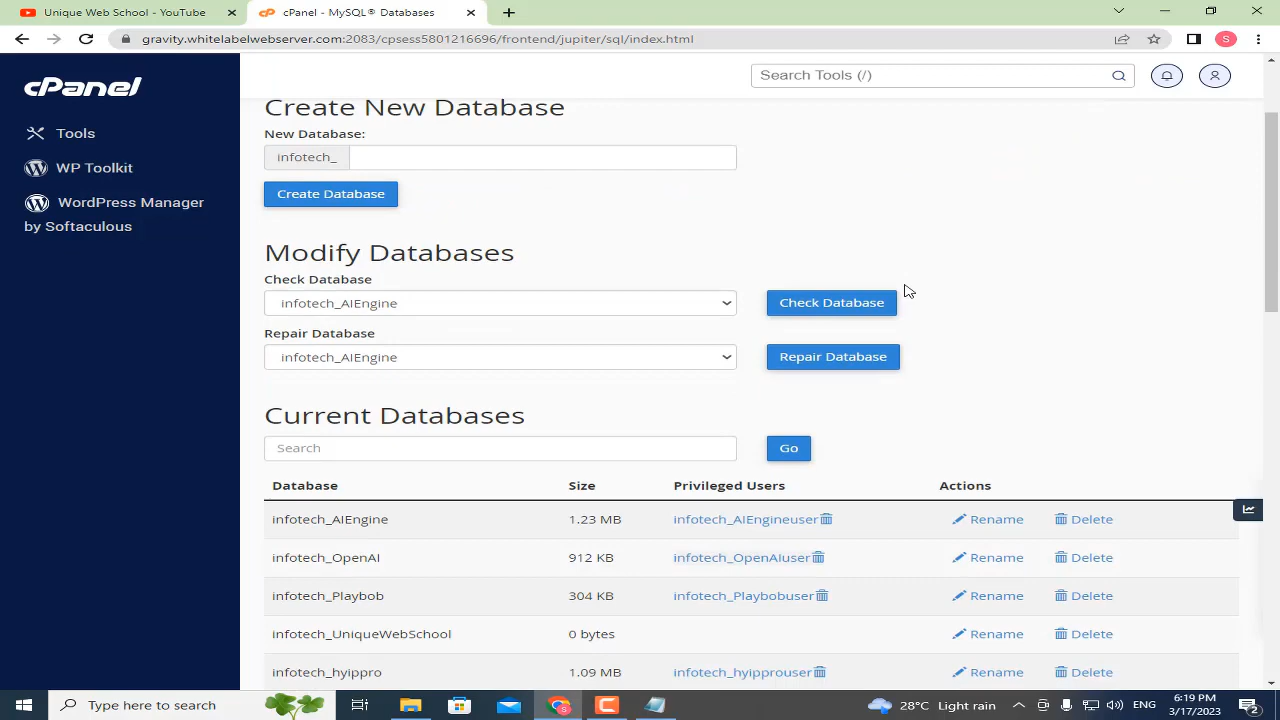 Unique Web School - YouTube
cPanel - MySQL® Databases
gravity.whitelabelwebserver.com:2083/cpsess5801216696/frontend/jupiter/sql/index.html
S
cPanel
Search Tools (/)
Tools
WP Toolkit
WordPress Manager
by Softaculous
Create New Database
New Database:
infotech_
Create Database
Modify Databases
Check Database
infotech_AIEngine
Check Database
Repair Database
infotech_AIEngine
Repair Database
Current Databases
Search
Go
Database Size Privileged Users Actions
infotech_AIEngine 1.23 MB infotech_AIEngineuser Rename Delete
infotech_OpenAI 912 KB infotech_OpenAIuser Rename Delete
infotech_Playbob 304 KB infotech_Playbobuser Rename Delete
infotech_UniqueWebSchool 0 bytes Rename Delete
infotech_hyippro 1.09 MB infotech_hyipprouser Rename Delete
Type here to search
28°C Light rain
6:19 PM
3/17/2023
2